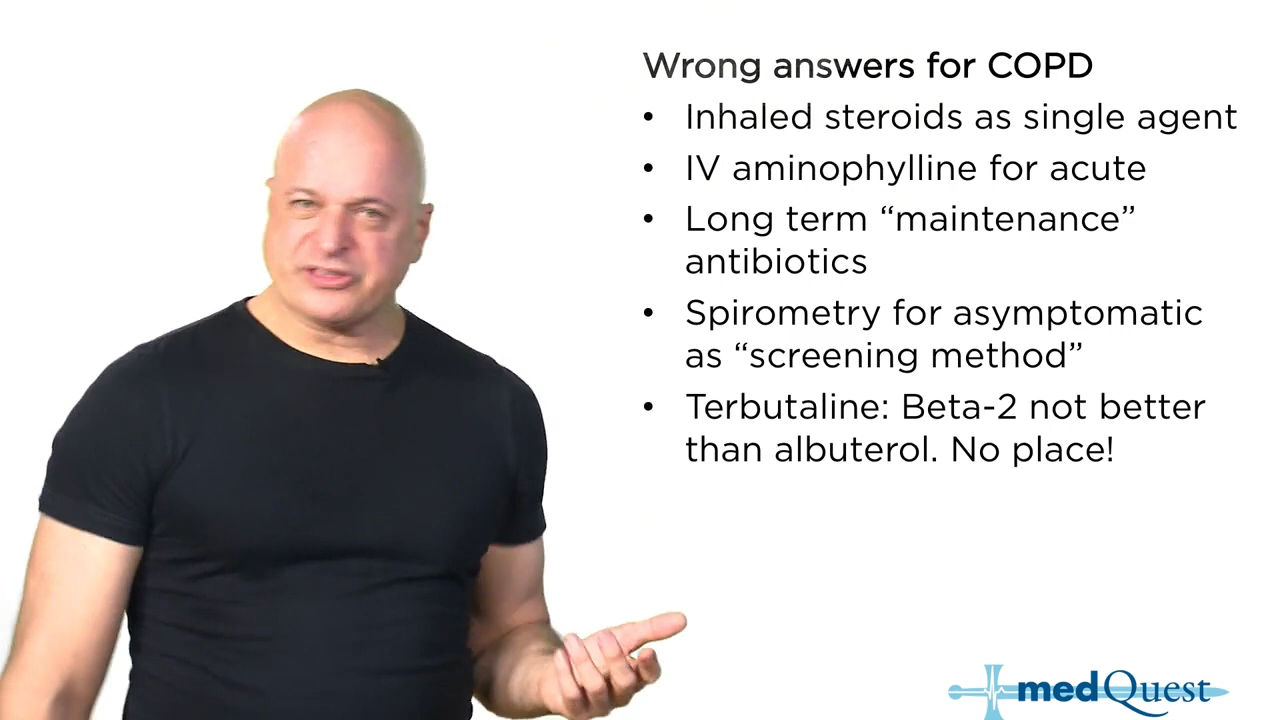 Wrong answers for COPD
• Inhaled steroids as single agent
• IV aminophylline for acute
• Long term “maintenance”
antibiotics
• Spirometry for asymptomatic
as “screening method”
• Terbutaline: Beta-2 not better
than albuterol. No place!
medQuest